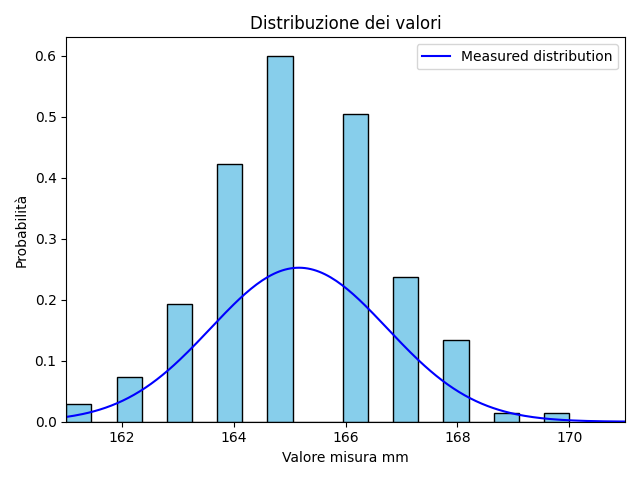 Distribuzione dei valori
Measured distribution
0.6
0.5
0.4
0.3
0.2
0.1
0.0
Probabilità
162 164 166 168 170
Valore misura mm